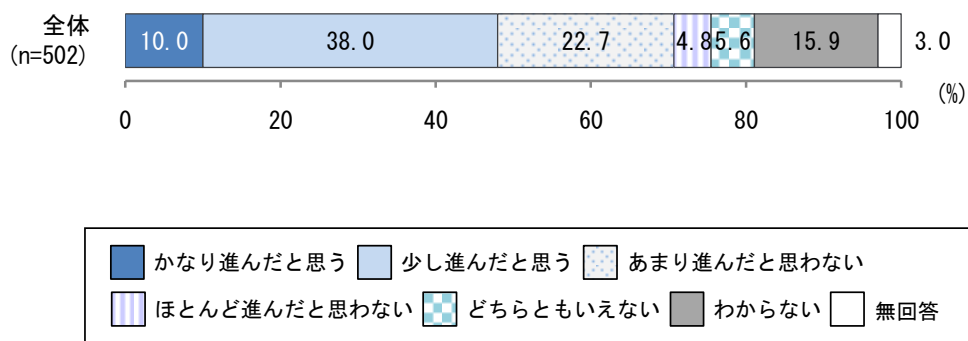 全体
(n=502)
10.0 38.0 22.7 4.8 5.6 15.9 3.0
(%)
0 20 40 60 80 100
かなり進んだと思う 少し進んだと思う あまり進んだと思わない
ほとんど進んだと思わない どちらともいえない わからない 無回答